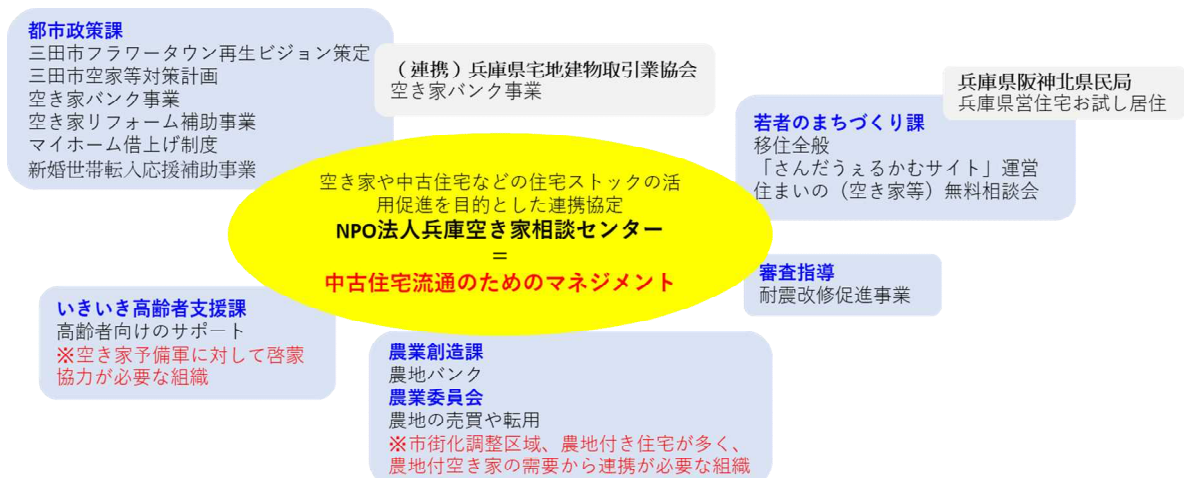 都市政策課
三田市フラワータウン再生ビジョン策定
三田市空家等対策計画
空き家バンク事業
空き家リフォーム補助事業
マイホーム借上げ制度
新婚世帯転入応援補助事業
（連携）兵庫県宅地建物取引業協会
空き家バンク事業
兵庫県阪神北県民局
兵庫県営住宅お試し居住
若者のまちづくり課
移住全般
「さんだうぇるかむサイト」運営
住まいの（空き家等）無料相談会
空き家や中古住宅などの住宅ストックの活
用促進を目的とした連携協定
NPO法人兵庫空き家相談センター
＝
中古住宅流通のためのマネジメント
審査指導
耐震改修促進事業
いきいき高齢者支援課
高齢者向けのサポート
※空き家予備軍に対して啓蒙
協力が必要な組織
農業創造課
農地バンク
農業委員会
農地の売買や転用
※市街化調整区域、農地付き住宅が多く、
農地付空き家の需要から連携が必要な組織